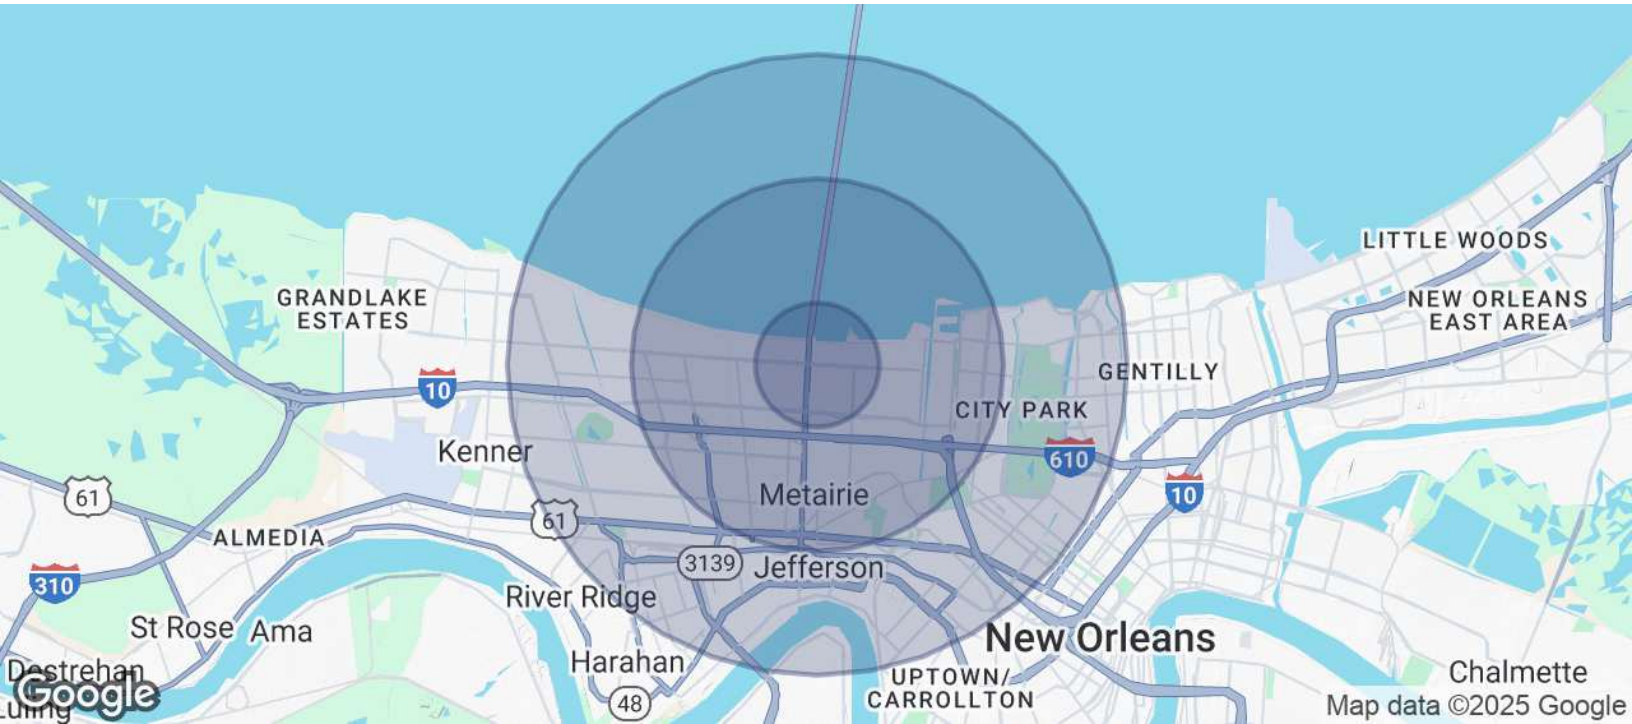 LITTLE WOODS
GRANDLAKE
ESTATES
NEW ORLEANS
EAST AREA
GENTILLY
10
CITY PARK
Kenner
610
61
Metairie
10
61
ALMEDIA
3139
Jefferson
310
River Ridge
St Rose
Ama
New Orleans
Harahan
Destrehan
UPTOWN/
CARROLLTON
Chalmette
Google
48
Luling
Map data ©2025 Google